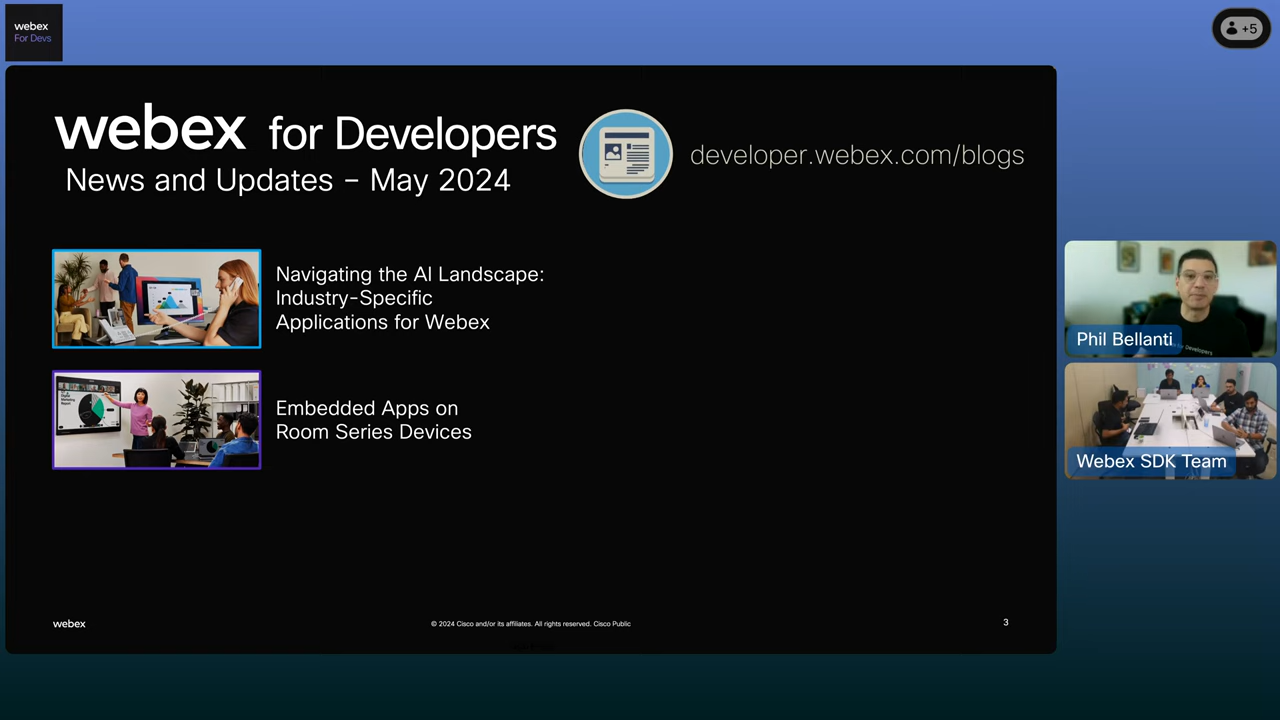 webex
For Devs
+5
webex for Developers
News and Updates – May 2024
developer.webex.com/blogs
Navigating the AI Landscape:
Industry-Specific
Applications for Webex
Embedded Apps on
Room Series Devices
Phil Bellanti
for Developers
Webex SDK Team
webex
© 2024 Cisco and/or its affiliates. All rights reserved. Cisco Public
3